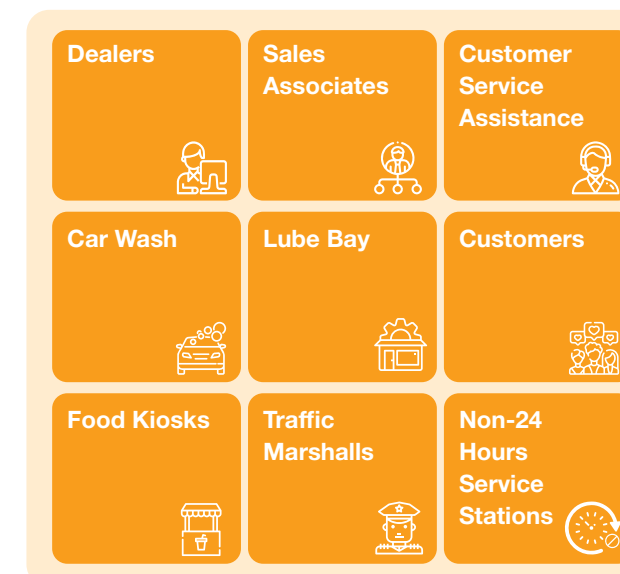 Dealers
Sales
Associates
Customer
Service
Assistance
Car Wash
Lube Bay
Customers
Food Kiosks
Traffic
Marshalls
Non-24
Hours
Service
Stations